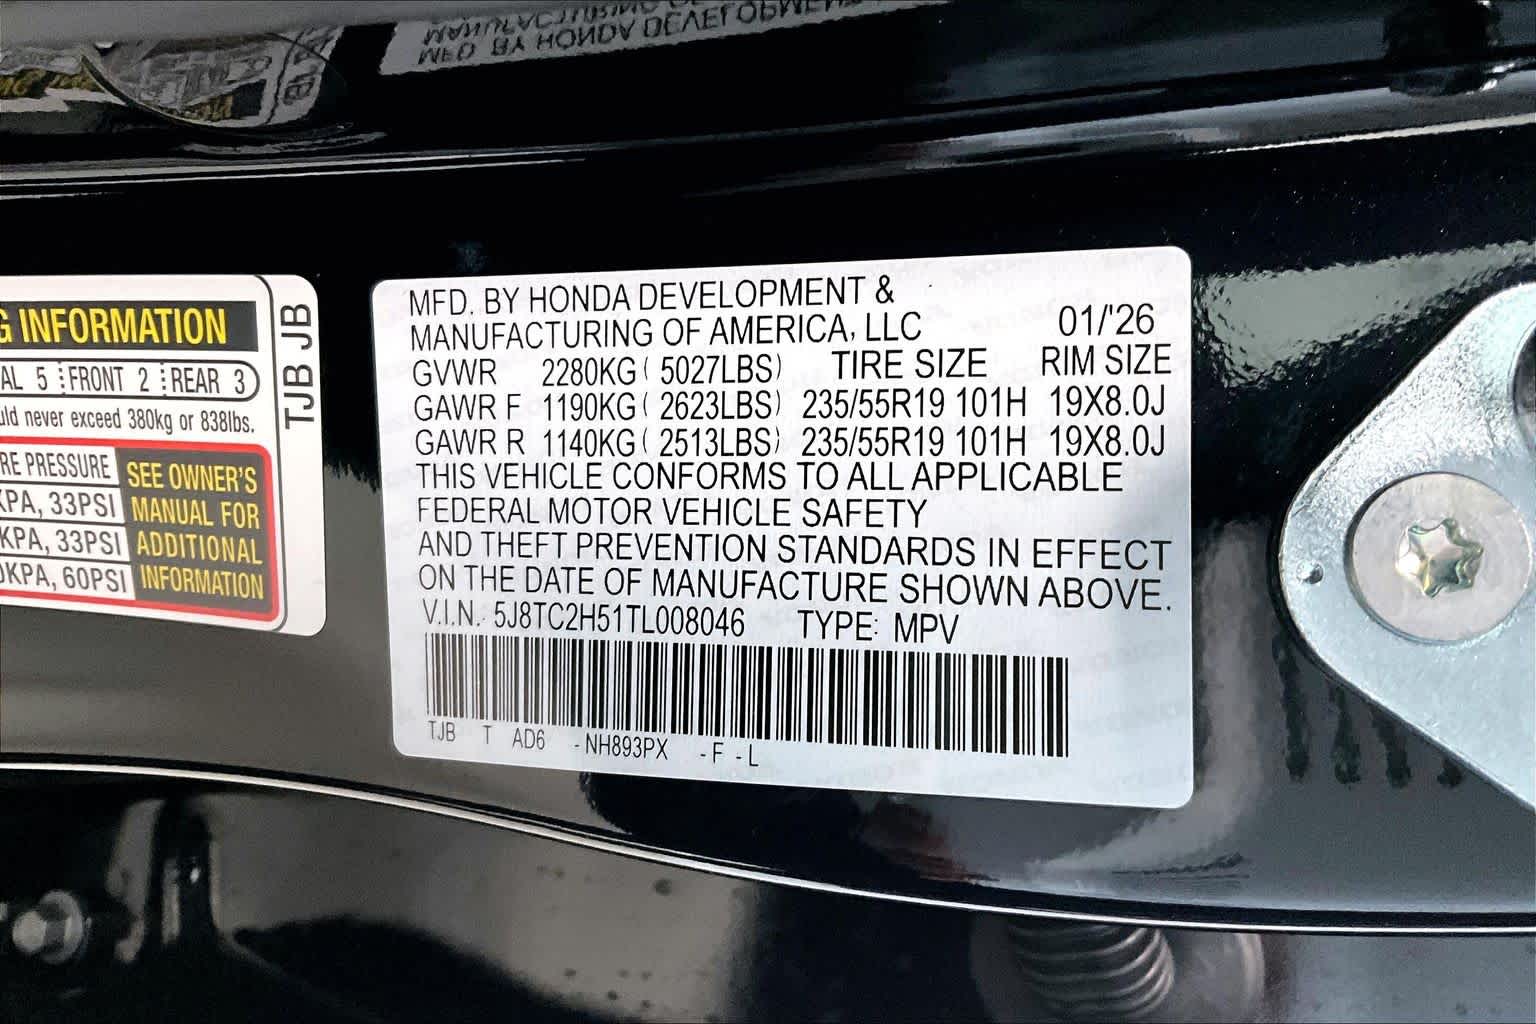 G INFORMATION
AL 5 FRONT 2 REAR 3
uld never exceed 380kg or 838lbs.
RE PRESSURE
KPA, 33PSI
KPA, 33PSI
0KPA, 60PSI
SEE OWNER'S
MANUAL FOR
ADDITIONAL
INFORMATION
TJB JB
MFD. BY HONDA DEVELOPMENT &
MANUFACTURING OF AMERICA, LLC 01/'26
GVWR 2280KG ( 5027LBS) TIRE SIZE RIM SIZE
GAWR F 1190KG ( 2623LBS) 235/55R19 101H 19X8.0J
GAWR R 1140KG ( 2513LBS) 235/55R19 101H 19X8.0J
THIS VEHICLE CONFORMS TO ALL APPLICABLE
FEDERAL MOTOR VEHICLE SAFETY
AND THEFT PREVENTION STANDARDS IN EFFECT
ON THE DATE OF MANUFACTURE SHOWN ABOVE.
V.I.N.: 5J8TC2H51TL008046 TYPE: MPV
TJB T AD6 -NH893PX -F -L